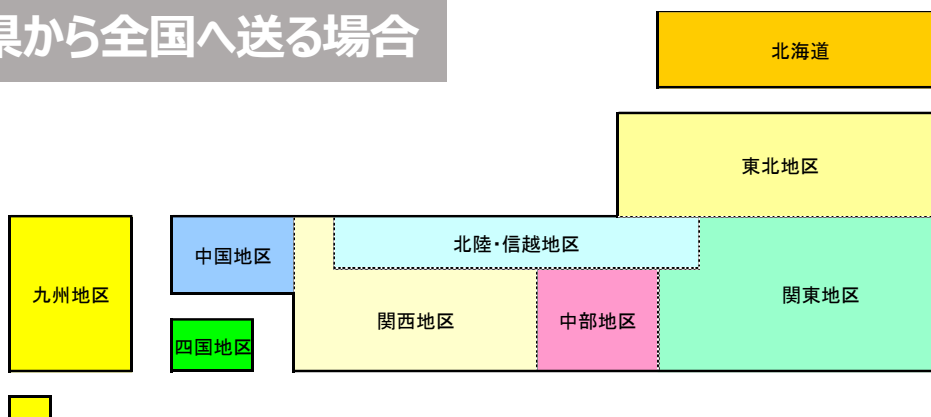 県から全国へ送る場合
北海道
東北地区
中国地区
北陸・信越地区
九州地区
関西地区
中部地区
関東地区
四国地区